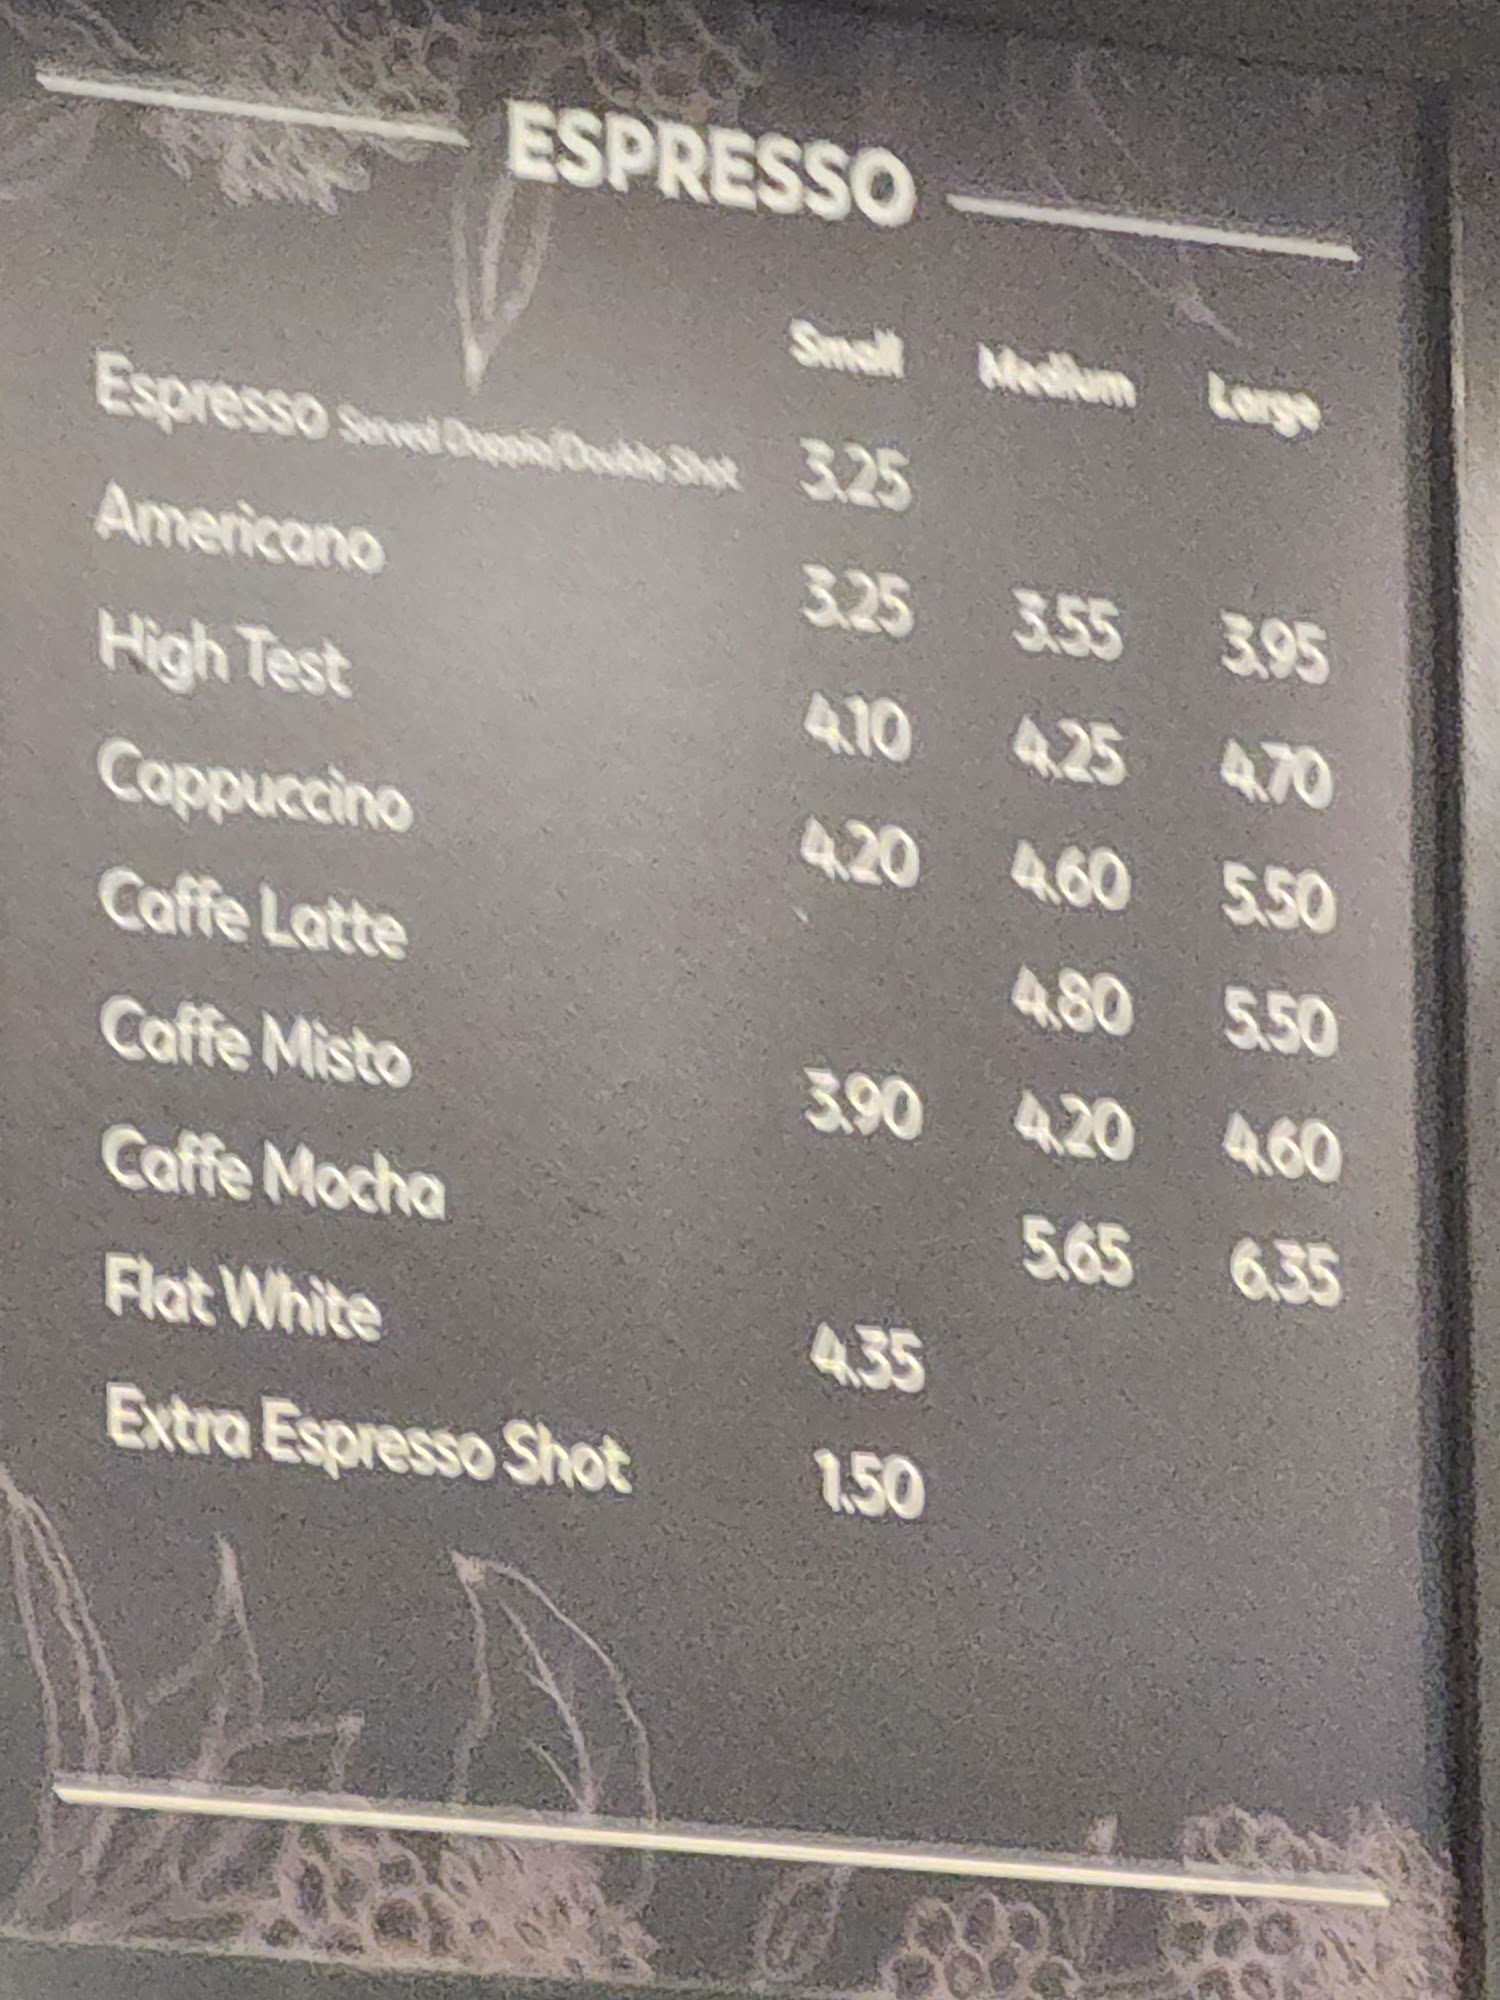 ESPRESSO
Small Medium Large
Espresso Served Doppio/Double Shot 3.25
Americano 3.25 3.55 3.95
High Test 4.10 4.25 4.70
Cappuccino 4.20 4.60 5.50
Caffe Latte 4.80 5.50
Caffe Misto 3.90 4.20 4.60
Caffe Mocha 5.65 6.35
Flat White 4.35
Extra Espresso Shot 1.50